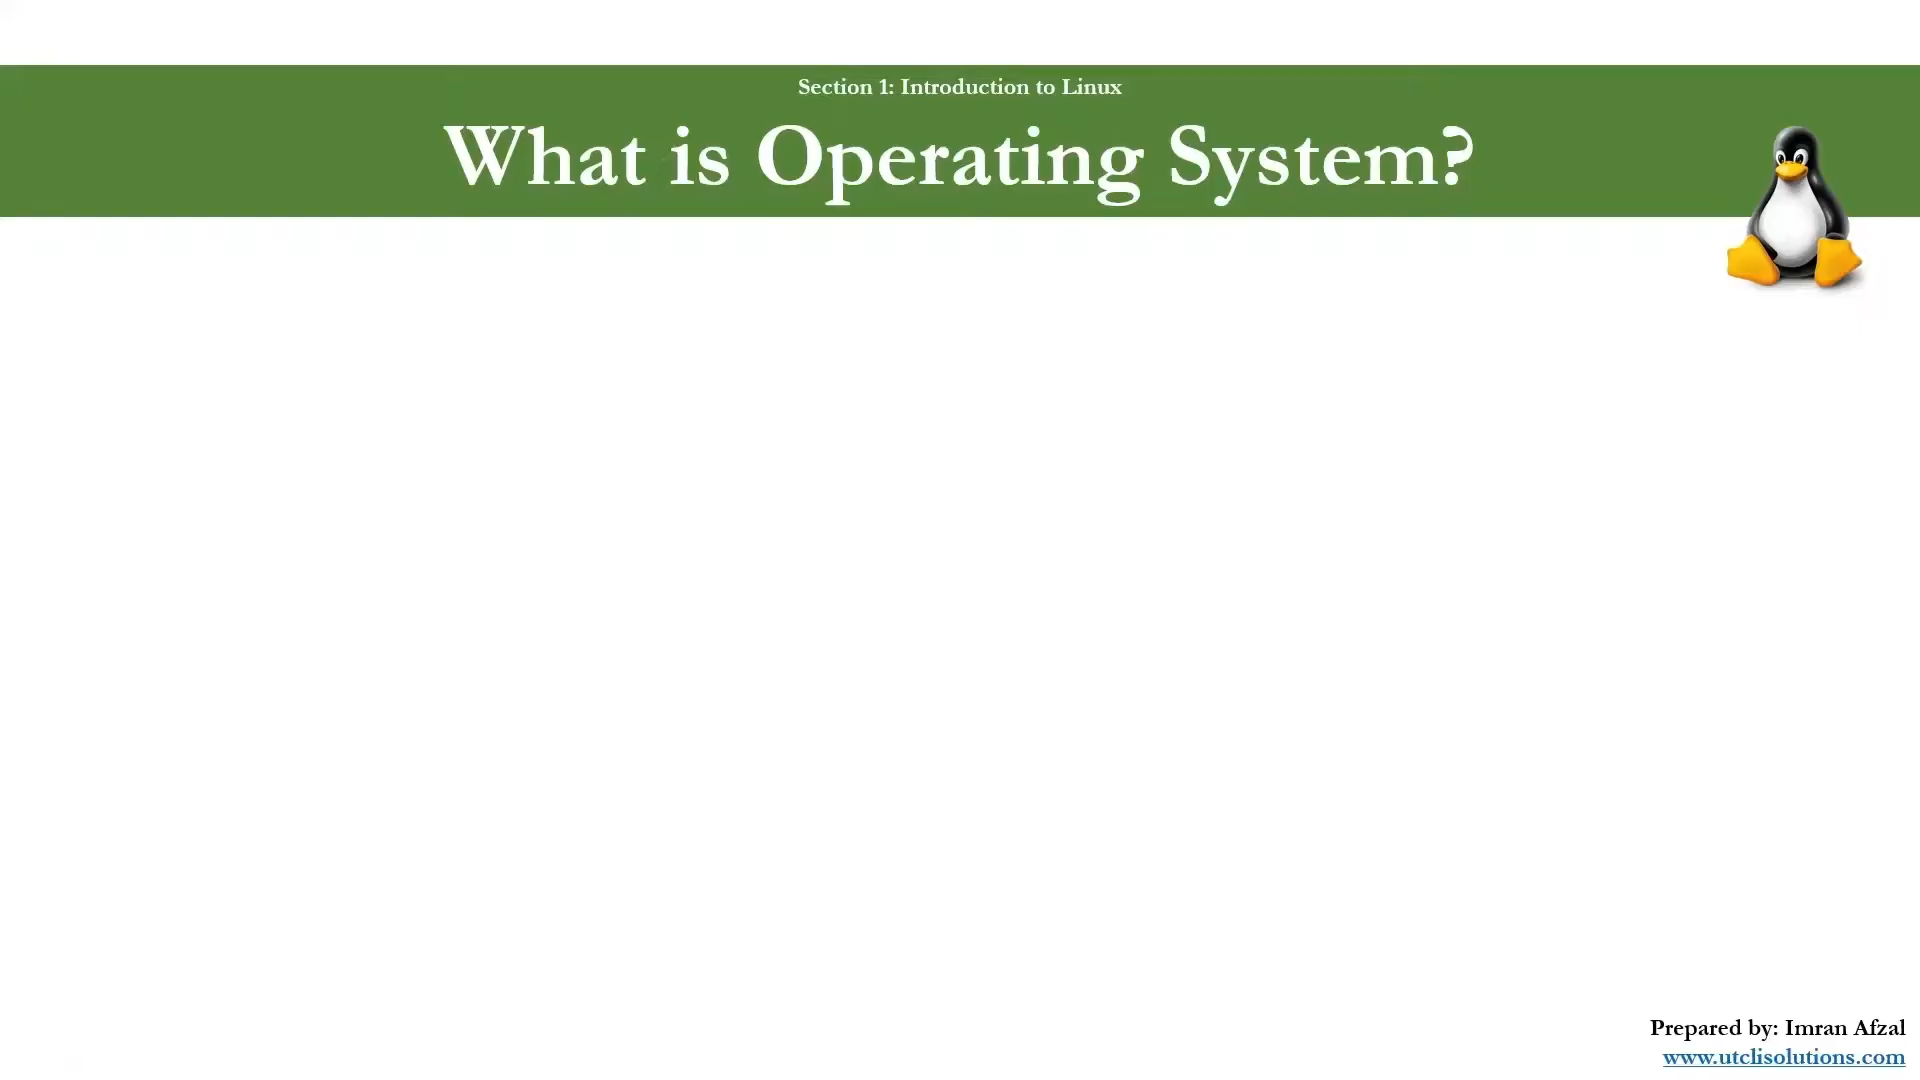 Section 1: Introduction to Linux
What is Operating System?
Prepared by: Imran Afzal
www.utclisolutions.com